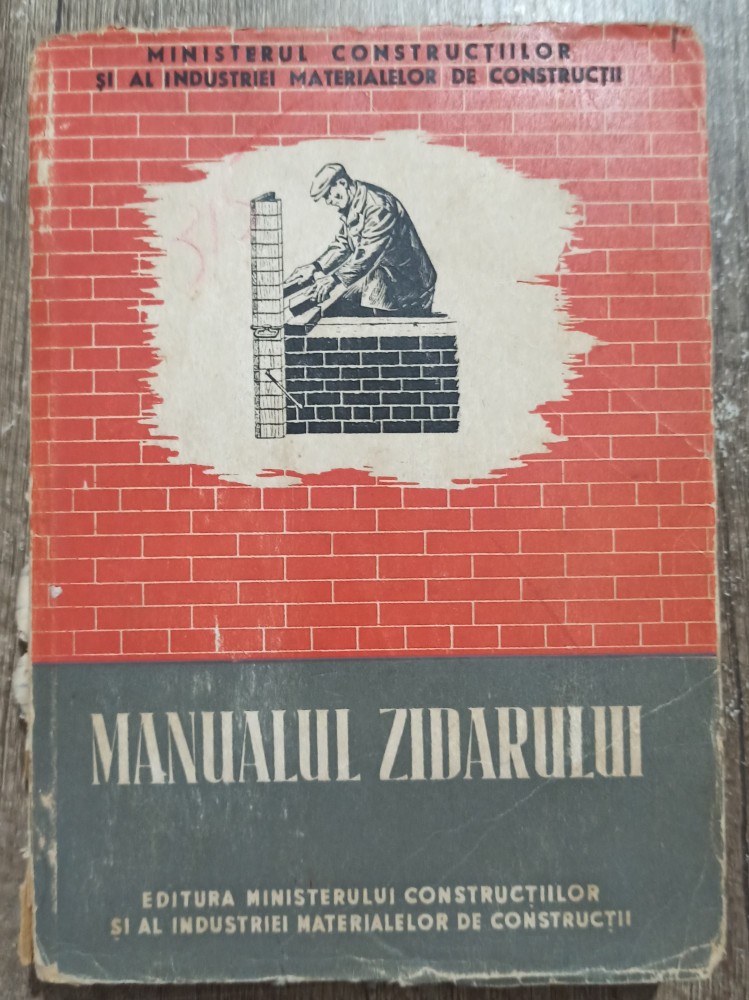 MINISTERUL CONSTRUCȚIILOR
ȘI AL INDUSTRIEI MATERIALELOR DE CONSTRUCȚII
MANUALUL ZIDARULUI
EDITURA MINISTERULUI CONSTRUCȚIILOR
ȘI AL INDUSTRIEI MATERIALELOR DE CONSTRUCȚII